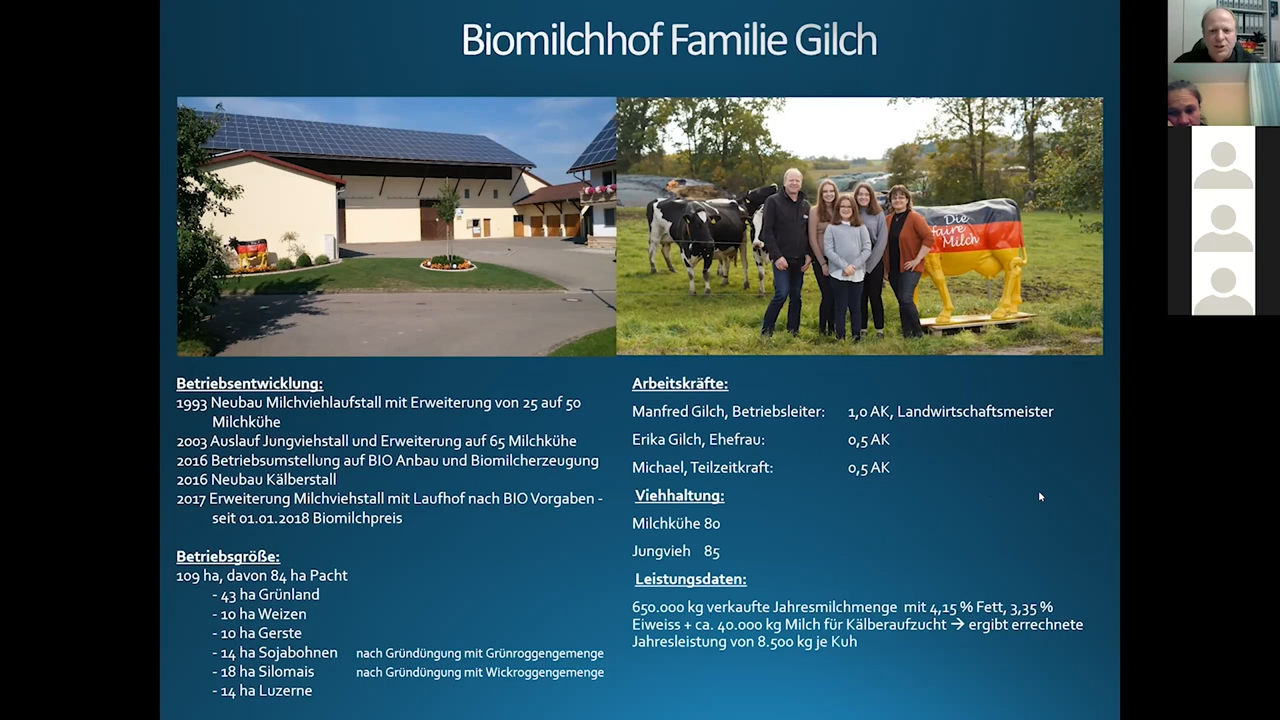 Biomilchhof Familie Gilch
Die
faire
Milch
Betriebsentwicklung:
1993 Neubau Milchviehlaufstall mit Erweiterung von 25 auf 50
Milchkühe
2003 Auslauf Jungviehstall und Erweiterung auf 65 Milchkühe
2016 Betriebsumstellung auf BIO Anbau und Biomilcherzeugung
2016 Neubau Kälberstall
2017 Erweiterung Milchviehstall mit Laufhof nach BIO Vorgaben -
seit 01.01.2018 Biomilchpreis
Betriebsgröße:
109 ha, davon 84 ha Pacht
- 43 ha Grünland
- 10 ha Weizen
- 10 ha Gerste
- 14 ha Sojabohnen nach Gründüngung mit Grünroggengemenge
- 18 ha Silomais nach Gründüngung mit Wickroggengemenge
- 14 ha Luzerne
Arbeitskräfte:
Manfred Gilch, Betriebsleiter: 1,0 AK, Landwirtschaftsmeister
Erika Gilch, Ehefrau: 0,5 AK
Michael, Teilzeitkraft: 0,5 AK
Viehhaltung:
Milchkühe 80
Jungvieh 85
Leistungsdaten:
650.000 kg verkaufte Jahresmilchmenge mit 4,15 % Fett, 3,35 %
Eiweiss + ca. 40.000 kg Milch für Kälberaufzucht → ergibt errechnete
Jahresleistung von 8.500 kg je Kuh